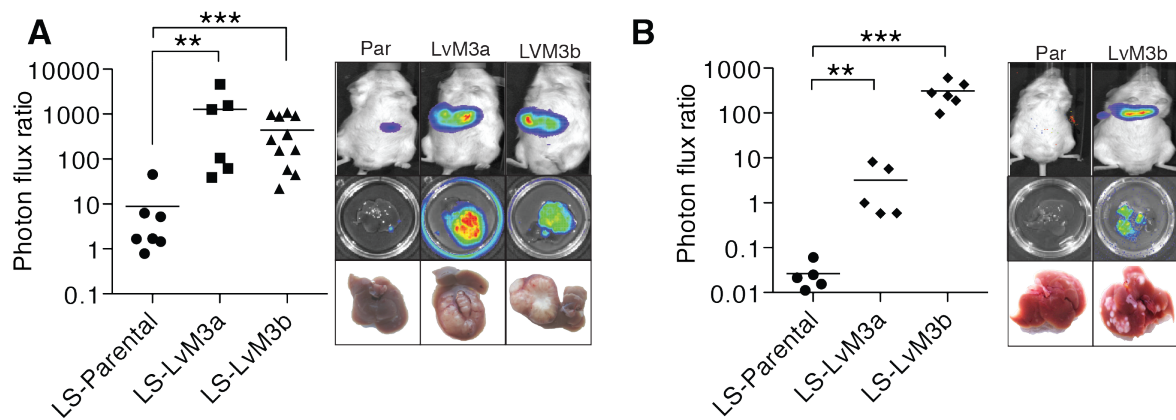 A
***
**
Photon flux ratio
10000
1000
100
10
1
0.1
LS-Parental
LS-LvM3a
LS-LvM3b
Par
LvM3a
LVM3b
B
***
**
Photon flux ratio
1000
100
10
1
0.1
0.01
LS-Parental
LS-LvM3a
LS-LvM3b
Par
LvM3b